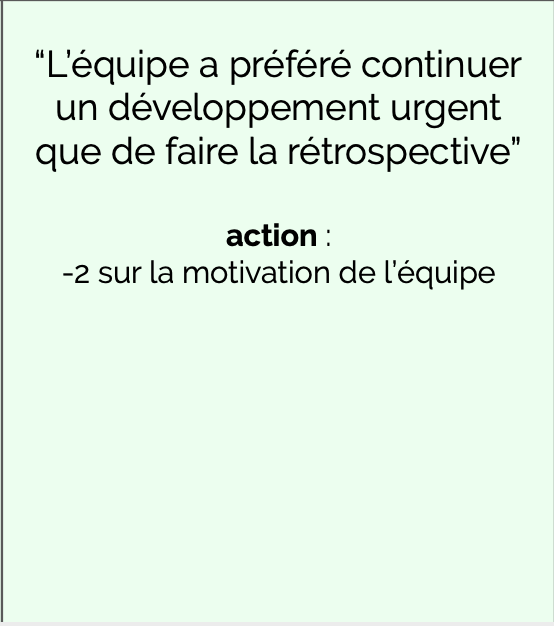 “L’équipe a préféré continuer
un développement urgent
que de faire la rétrospective”
action :
-2 sur la motivation de l’équipe